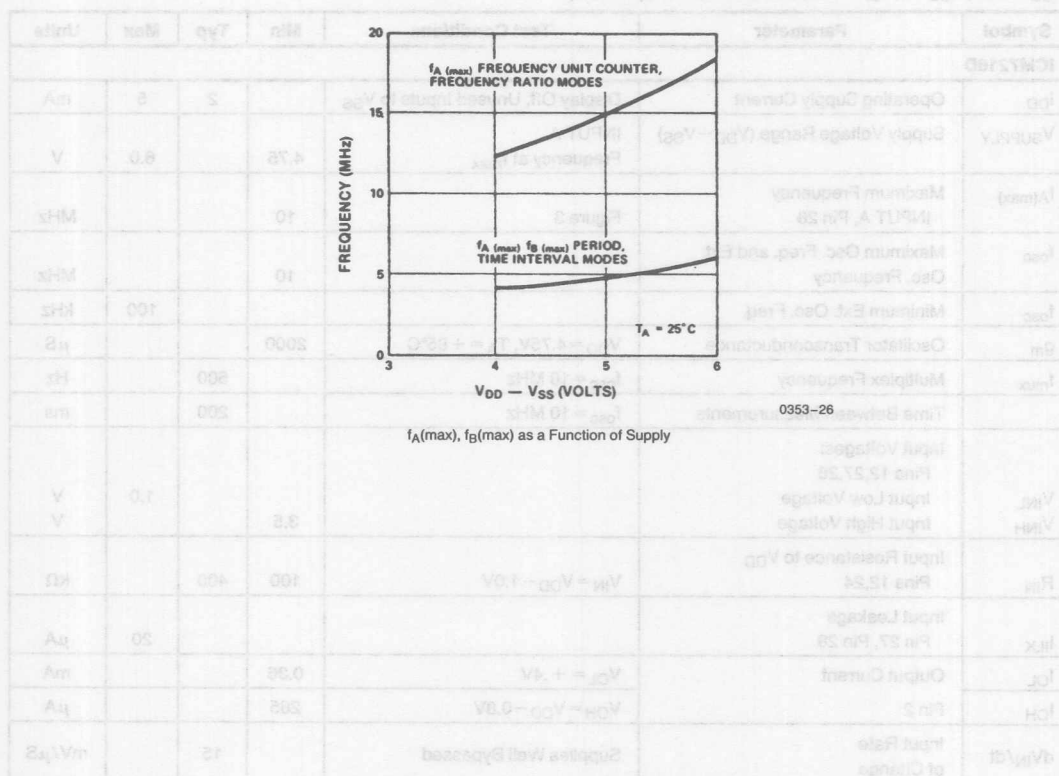 20
15
10
5
0
FREQUENCY (MHz)
fA (max) FREQUENCY UNIT COUNTER,
FREQUENCY RATIO MODES
fA (max) fB (max) PERIOD,
TIME INTERVAL MODES
TA = 25°C
3 4 5 6
VDD — VSS (VOLTS)
0353–26
fA(max), fB(max) as a Function of Supply
Symbol Parameter Test Conditions Min Typ Max Units
Operating Supply Current Display Off, Unused Inputs to VSS 2 5 mA
VSUPPLY Supply Voltage Range (VDD–VSS) INPUT A
Frequency at fMAX 4.75 6.0 V
fA(max) Maximum Frequency
INPUT A, Pin 28 Figure 3 10 MHz
fosc Maximum Osc. Freq. and Ext.
Osc. Frequency 10 MHz
fosc Minimum Ext. Osc. Freq. 100 kHz
gm Oscillator Transconductance VDD = 4.75V, TA = +85°C 2000 μS
fmux Multiplex Frequency fosc = 10 MHz 500 Hz
Time Between Measurements fosc = 10 MHz 200 ms
Input Voltages:
Pins 12,27,28
VINL Input Low Voltage 1.0 V
VINH Input High Voltage 3.5 V
Input Resistance to VDD
RIN Pins 12,24 VIN = VDD–1.0V 100 400 kΩ
Input Leakage
IILK Pin 27, Pin 28 20 μA
IOL Output Current VOL = +.4V 0.36 mA
IOH Pin 2 VOH = VDD–0.8V 265 μA
dVIN/dt Input Rate
of Change Supplies Well Bypassed 15 mV/μS